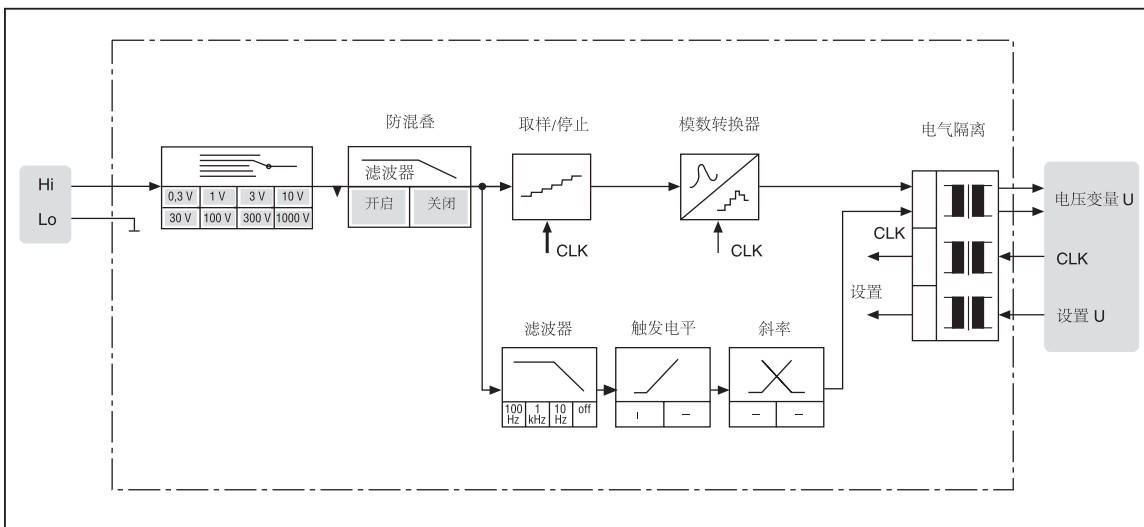 防混叠
取样/停止
模数转换器
电气隔离
Hi
Lo
0,3 V 1 V 3 V 10 V
30 V 100 V 300 V 1000 V
滤波器
开启 关闭
CLK
CLK
CLK
设置
电压变量 U
CLK
设置 U
滤波器
触发电平
斜率
100 Hz 1 kHz 10 Hz off
I –
– –